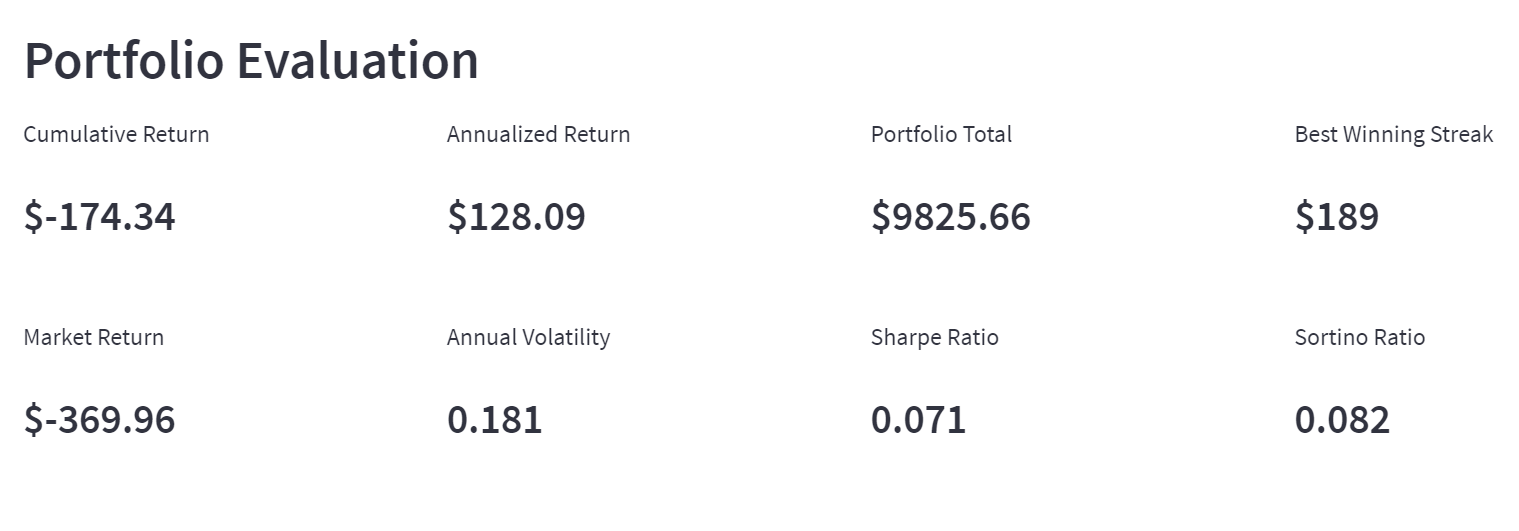 Portfolio Evaluation
Cumulative Return Annualized Return Portfolio Total Best Winning Streak
$-174.34 $128.09 $9825.66 $189
Market Return Annual Volatility Sharpe Ratio Sortino Ratio
$-369.96 0.181 0.071 0.082